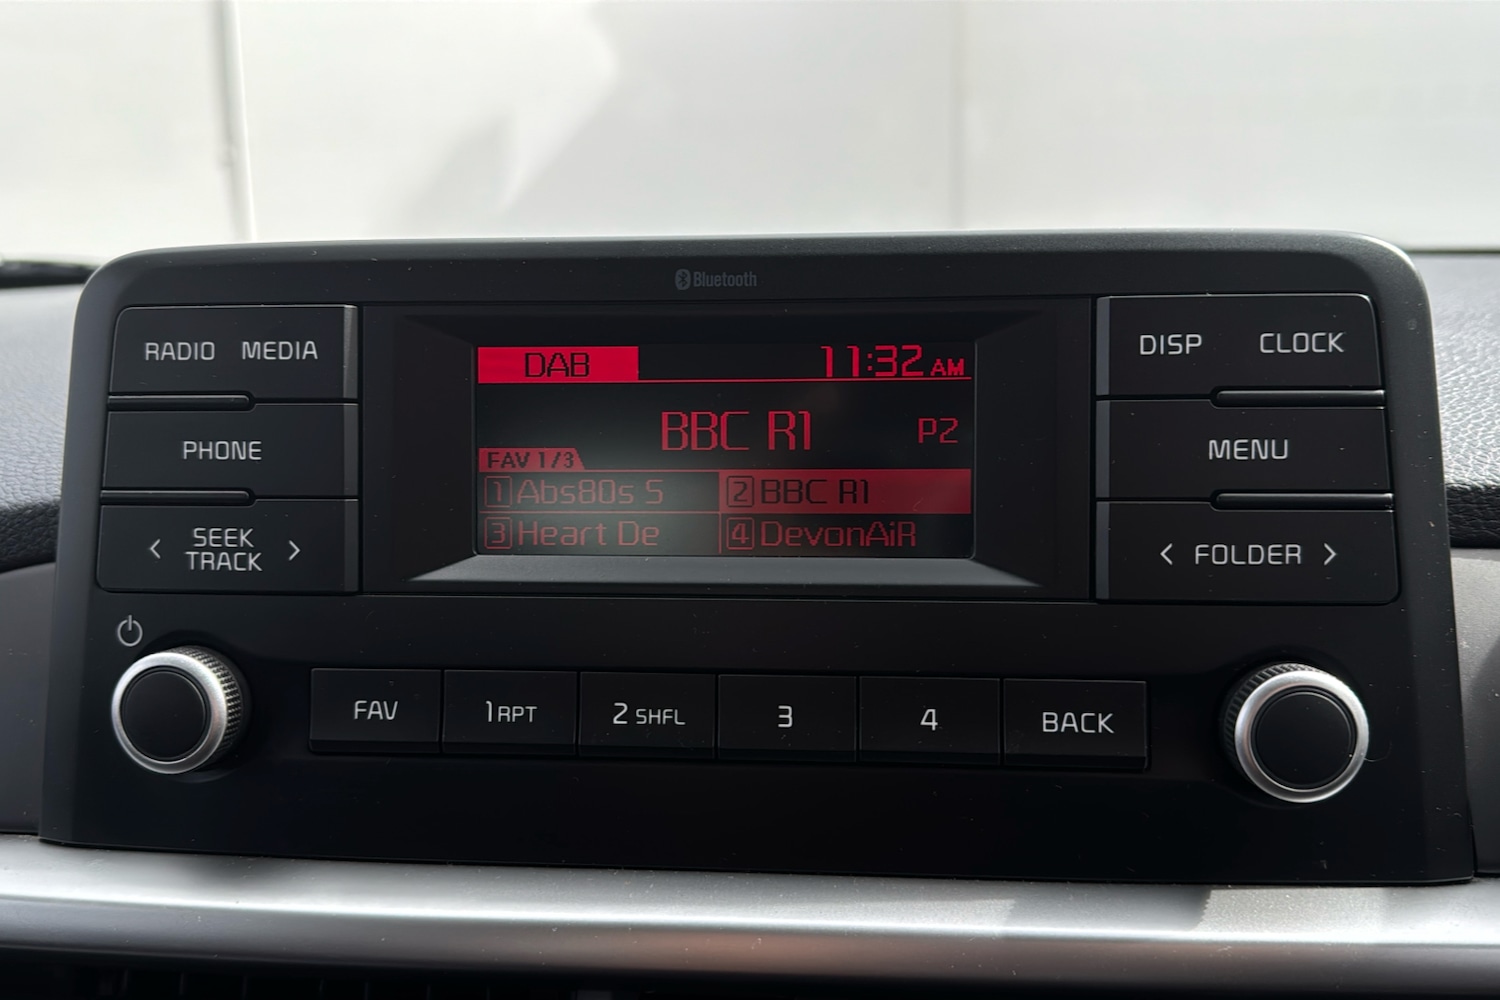 Bluetooth
RADIO MEDIA
PHONE
< SEEK TRACK >
DAB 11:32 AM
BBC R1 P2
FAV 1/3
1 Abs80s S 2 BBC R1
3 Heart De 4 DevonAiR
DISP CLOCK
MENU
< FOLDER >
FAV 1 RPT 2 SHFL 3 4 BACK